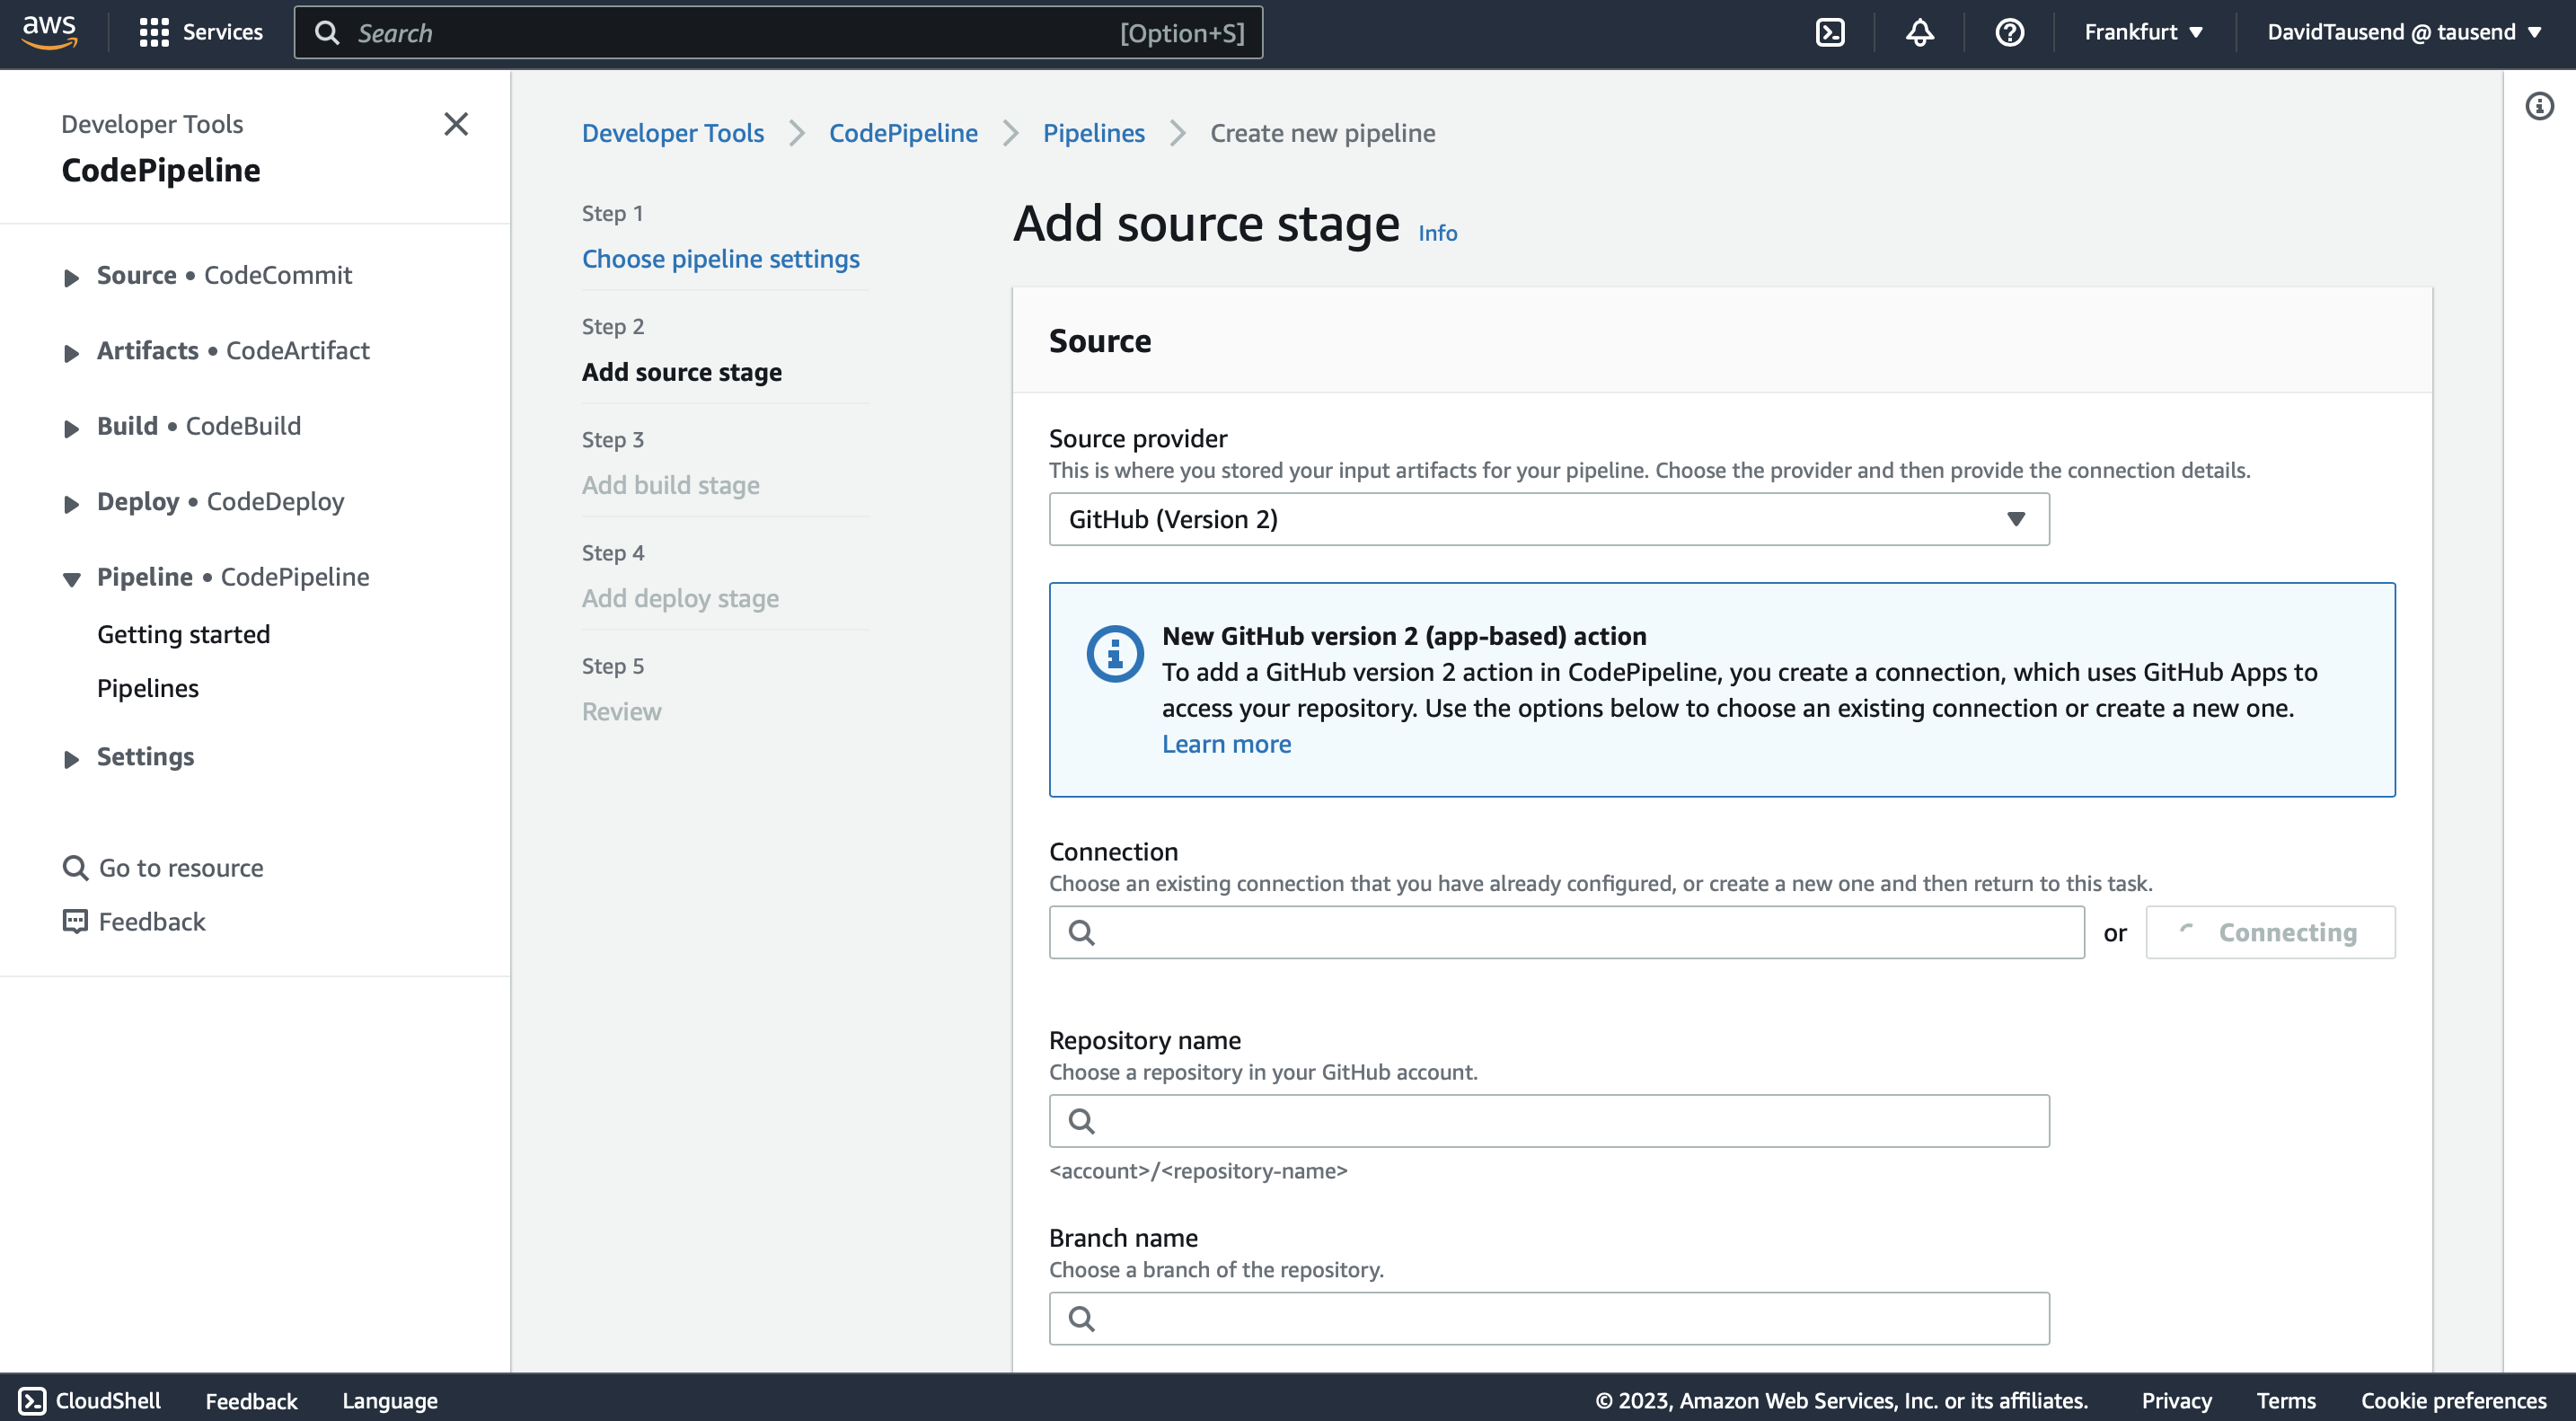 aws
Services
Search [Option+S]
Frankfurt ▼
DavidTausend @ tausend ▼
Developer Tools
CodePipeline
Source • CodeCommit
Artifacts • CodeArtifact
Build • CodeBuild
Deploy • CodeDeploy
Pipeline • CodePipeline
Getting started
Pipelines
Settings
Go to resource
Feedback
Developer Tools > CodePipeline > Pipelines > Create new pipeline
Step 1
Choose pipeline settings
Step 2
Add source stage
Step 3
Add build stage
Step 4
Add deploy stage
Step 5
Review
Add source stage Info
Source
Source provider
This is where you stored your input artifacts for your pipeline. Choose the provider and then provide the connection details.
GitHub (Version 2)
New GitHub version 2 (app-based) action
To add a GitHub version 2 action in CodePipeline, you create a connection, which uses GitHub Apps to
access your repository. Use the options below to choose an existing connection or create a new one.
Learn more
Connection
Choose an existing connection that you have already configured, or create a new one and then return to this task.
or Connecting
Repository name
Choose a repository in your GitHub account.
<account>/<repository-name>
Branch name
Choose a branch of the repository.
CloudShell Feedback Language
© 2023, Amazon Web Services, Inc. or its affiliates. Privacy Terms Cookie preferences